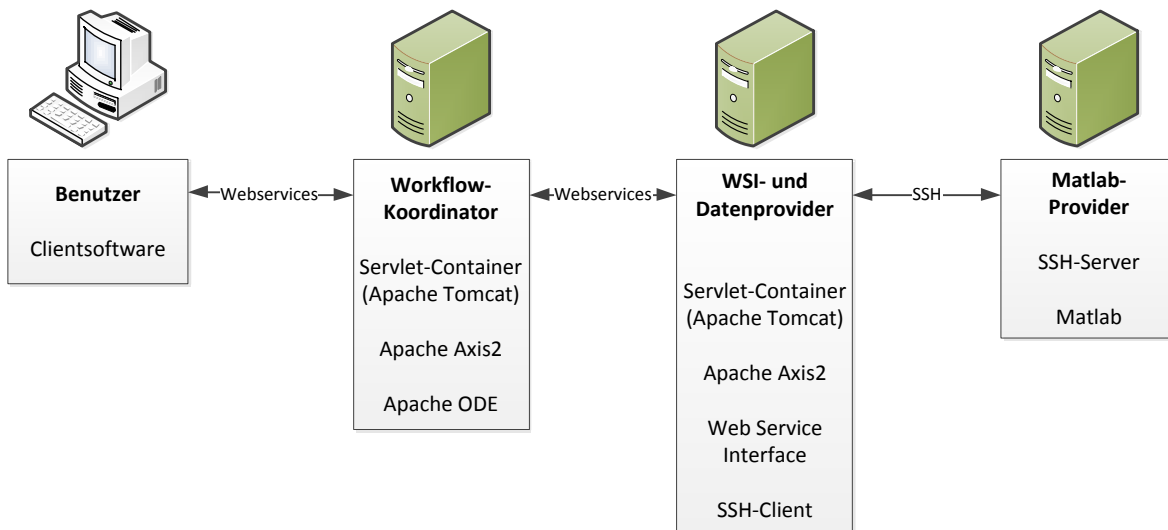 Benutzer
Clientsoftware
Webservices
Workflow-
Koordinator
Servlet-Container
(Apache Tomcat)
Apache Axis2
Apache ODE
Webservices
WSI- und
Datenprovider
Servlet-Container
(Apache Tomcat)
Apache Axis2
Web Service
Interface
SSH-Client
SSH
Matlab-
Provider
SSH-Server
Matlab